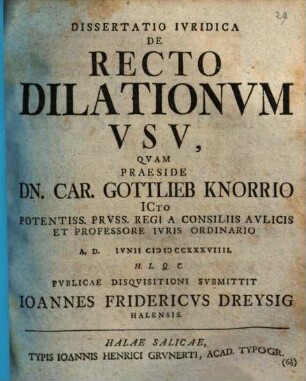 DISSERTATIO IVRIDICA
DE
RECTO
DILATIONVM
VSV,
QVAM
PRAESIDE
DN. CAR. GOTTLIEB KNORRIO
ICTO
POTENTISS. PRVSS. REGI A CONSILIIS AVLICIS
ET PROFESSORE IVRIS ORDINARIO
A. D. IVNII CIƆIƆCCXXXVIIII.
H. L. Q. C.
PVBLICAE DISQVISITIONI SVBMITTIT
IOANNES FRIDERICVS DREYSIG
HALENSIS.
HALAE SALICAE,
TYPIS IOANNIS HENRICI GRVNERTI, ACAD. TYPOGR.
(64)